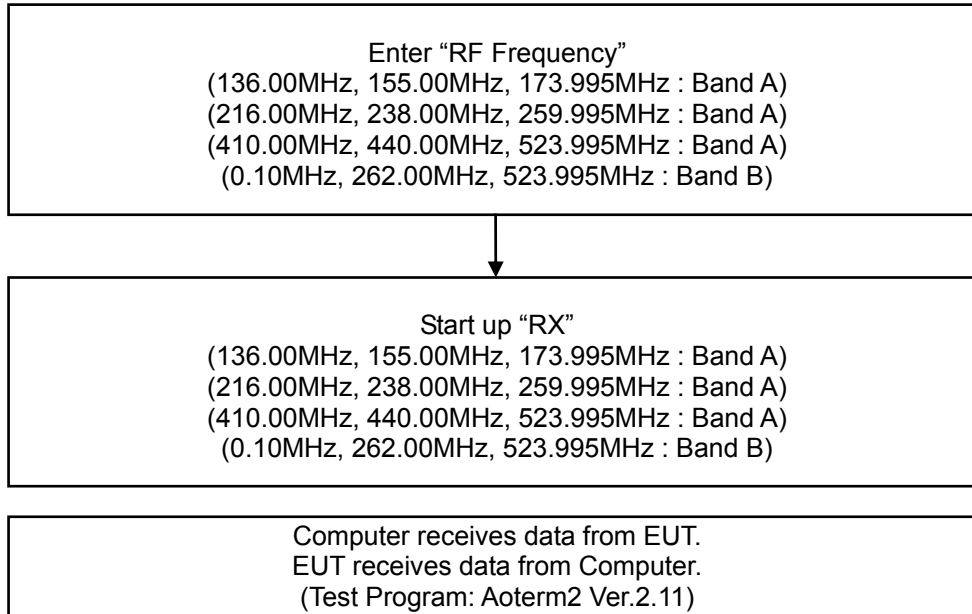 Enter “RF Frequency”
(136.00MHz, 155.00MHz, 173.995MHz : Band A)
(216.00MHz, 238.00MHz, 259.995MHz : Band A)
(410.00MHz, 440.00MHz, 523.995MHz : Band A)
(0.10MHz, 262.00MHz, 523.995MHz : Band B)
Start up “RX”
(136.00MHz, 155.00MHz, 173.995MHz : Band A)
(216.00MHz, 238.00MHz, 259.995MHz : Band A)
(410.00MHz, 440.00MHz, 523.995MHz : Band A)
(0.10MHz, 262.00MHz, 523.995MHz : Band B)
Computer receives data from EUT.
EUT receives data from Computer.
(Test Program: Aoterm2 Ver.2.11)